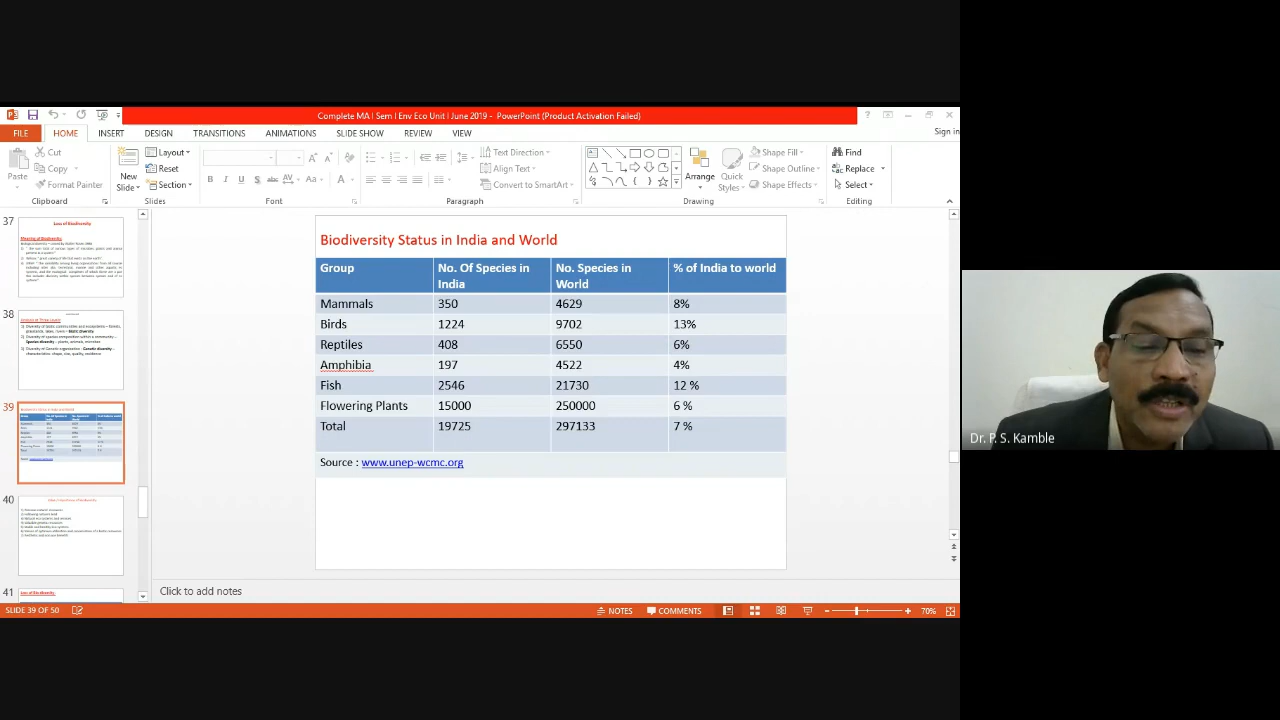 Complete MA I Sem I Env Eco Unit I June 2019 - PowerPoint (Product Activation Failed)
FILE HOME INSERT DESIGN TRANSITIONS ANIMATIONS SLIDE SHOW REVIEW VIEW Sign in
Paste
Cut
Copy
Format Painter
Clipboard
New Slide
Layout
Reset
Section
Slides
Font
Text Direction
Align Text
Convert to SmartArt
Paragraph
Arrange
Quick Styles
Shape Fill
Shape Outline
Shape Effects
Drawing
Find
Replace
Select
Editing
37
Loss of Biodiversity
38
39
40
41
Loss of Biodiversity
Biodiversity Status in India and World
Group No. Of Species in India No. Species in World % of India to world
Mammals 350 4629 8%
Birds 1224 9702 13%
Reptiles 408 6550 6%
Amphibia 197 4522 4%
Fish 2546 21730 12 %
Flowering Plants 15000 250000 6 %
Total 19725 297133 7 %
Source : www.unep-wcmc.org
Click to add notes
SLIDE 39 OF 50 NOTES COMMENTS 70%
Dr. P. S. Kamble